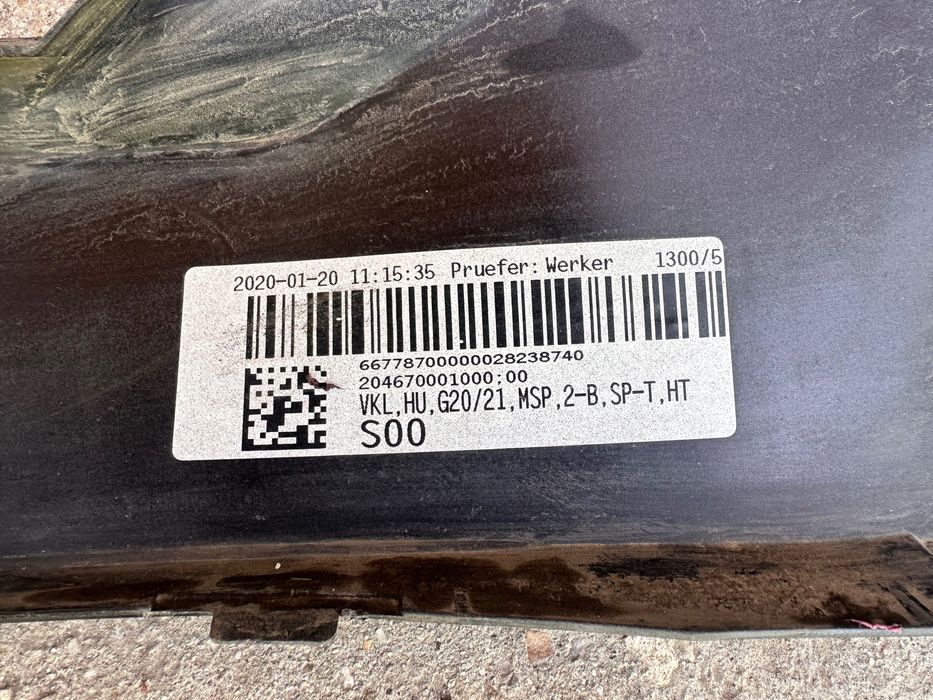 2020-01-20 11:15:35 Pruefer: Werker 1300/5
66778700000028238740
204670001000;00
VKL,HU,G20/21,MSP,2-B,SP-T,HT
S00